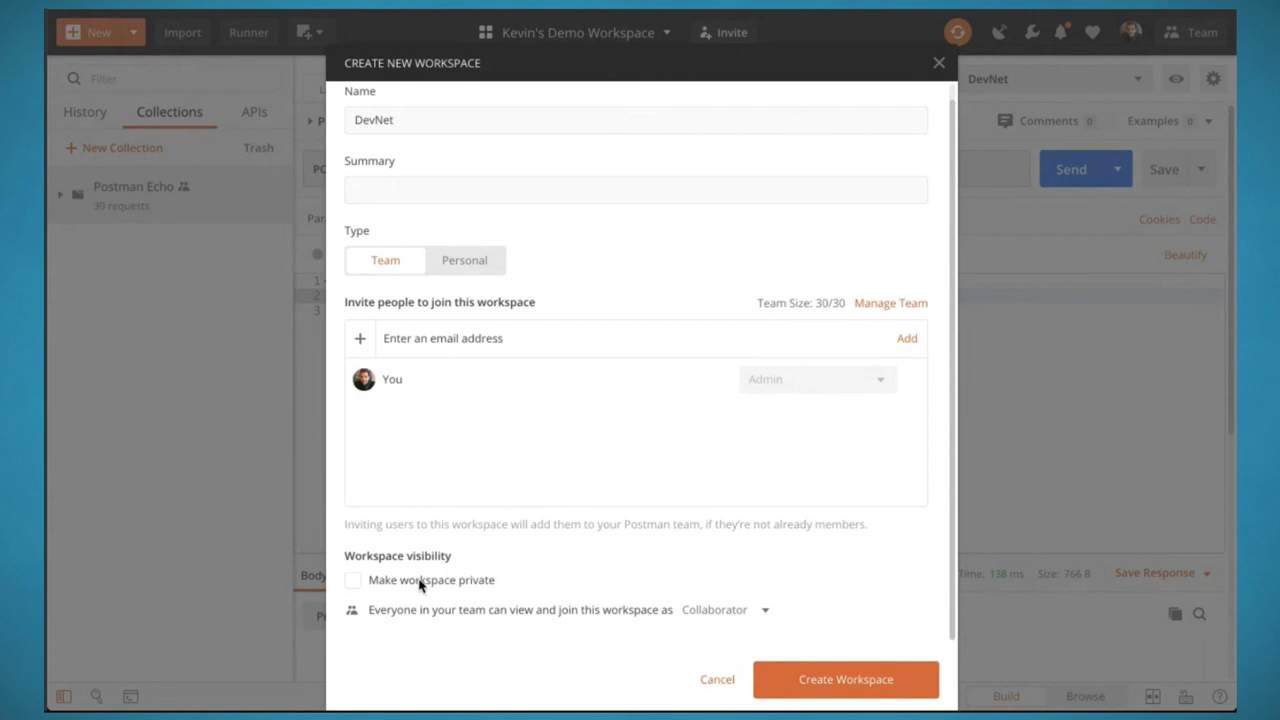 New
Import
Runner
Kevin's Demo Workspace
Invite
Team
Filter
History
Collections
APIs
New Collection
Trash
Postman Echo
39 requests
CREATE NEW WORKSPACE
Name
DevNet
Summary
Type
Team
Personal
Invite people to join this workspace
Team Size: 30/30
Manage Team
Enter an email address
Add
You
Admin
Inviting users to this workspace will add them to your Postman team, if they're not already members.
Workspace visibility
Make workspace private
Everyone in your team can view and join this workspace as Collaborator
Cancel
Create Workspace
DevNet
Comments 0
Examples 0
Send
Save
Cookies
Code
Beautify
1
2
3
Body
Time: 138 ms
Size: 766 B
Save Response
Build
Browse